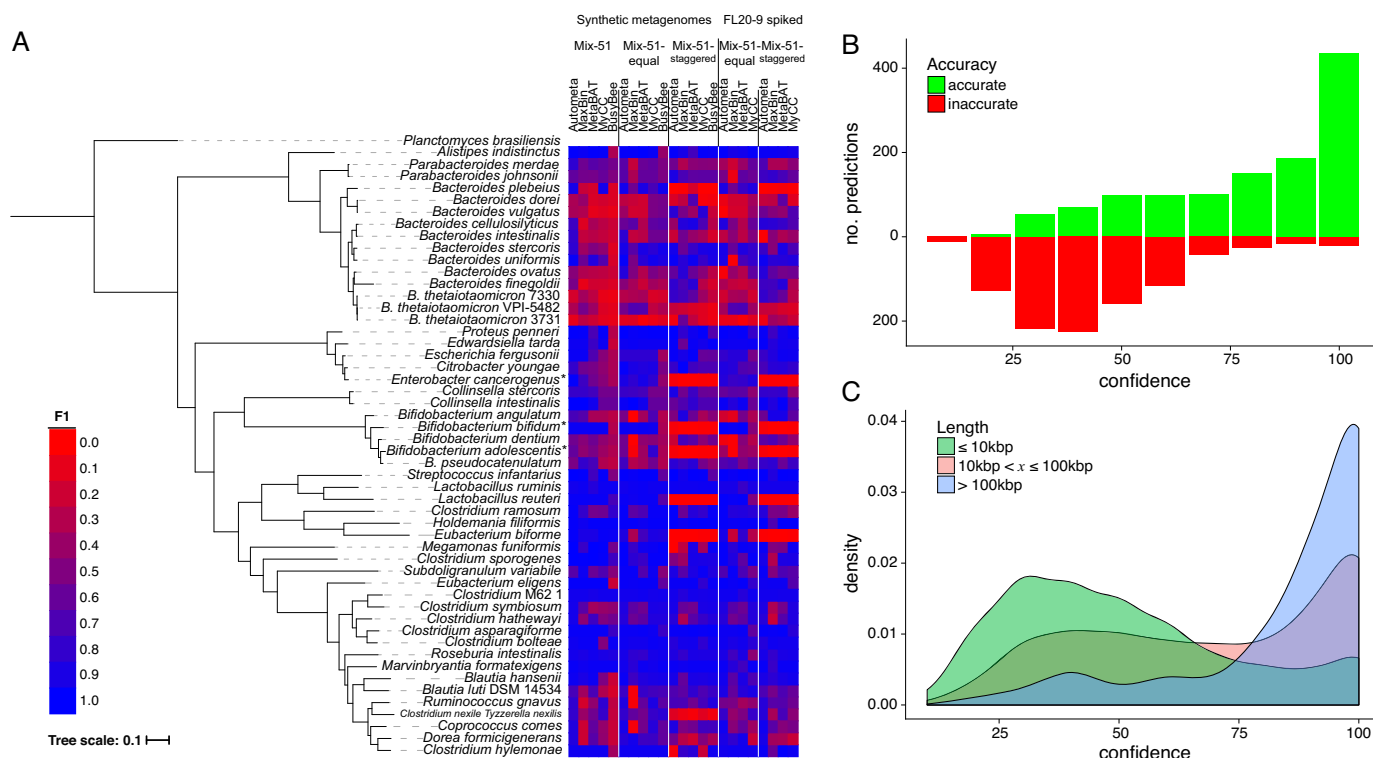 A
Synthetic metagenomes
FL20-9 spiked
Mix-51
Mix-51-
equal
Mix-51-
staggered
Mix-51-
equal
Mix-51-
staggered
Autometa
MaxBin
MetaBAT
MyCC
BusyBee
Autometa
MaxBin
MetaBAT
MyCC
BusyBee
Autometa
MaxBin
MetaBAT
MyCC
BusyBee
Autometa
MaxBin
MetaBAT
MyCC
Autometa
MaxBin
MetaBAT
MyCC
Planctomyces brasiliensis
Alistipes indistinctus
Parabacteroides merdae
Parabacteroides johnsonii
Bacteroides plebeius
Bacteroides dorei
Bacteroides vulgatus
Bacteroides cellulosilyticus
Bacteroides intestinalis
Bacteroides stercoris
Bacteroides uniformis
Bacteroides ovatus
Bacteroides finegoldii
B. thetaiotaomicron 7330
B. thetaiotaomicron VPI-5482
B. thetaiotaomicron 3731
Proteus penneri
Edwardsiella tarda
Escherichia fergusonii
Citrobacter youngae
Enterobacter cancerogenus*
Collinsella stercoris
Collinsella intestinalis
Bifidobacterium angulatum
Bifidobacterium bifidum*
Bifidobacterium dentium
Bifidobacterium adolescentis*
B. pseudocatenulatum
Streptococcus infantarius
Lactobacillus ruminis
Lactobacillus reuteri
Clostridium ramosum
Holdemania filiformis
Eubacterium biforme
Megamonas funiformis
Clostridium sporogenes
Subdoligranulum variabile
Eubacterium eligens
Clostridium M62 1
Clostridium symbiosum
Clostridium hathewayi
Clostridium asparagiforme
Clostridium bolteae
Roseburia intestinalis
Marvinbryantia formatexigens
Blautia hansenii
Blautia luti DSM 14534
Ruminococcus gnavus
Clostridium nexile Tyzzerella nexilis
Coprococcus comes
Dorea formicigenerans
Clostridium hylemonae
F1
0.0
0.1
0.2
0.3
0.4
0.5
0.6
0.7
0.8
0.9
1.0
Tree scale: 0.1
B
Accuracy
accurate
inaccurate
no. predictions
400
200
0
200
25
50
75
100
confidence
C
Length
≤ 10kbp
10kbp < x ≤ 100kbp
> 100kbp
density
0.04
0.03
0.02
0.01
0.00
25
50
75
100
confidence